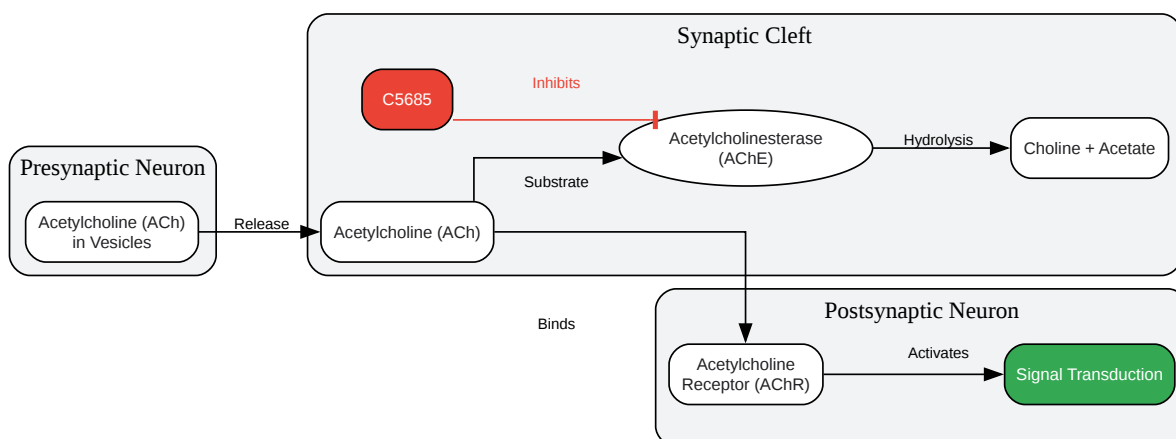 Synaptic Cleft
C5685
Inhibits
Acetylcholinesterase
(AChE)
Hydrolysis
Choline + Acetate
Presynaptic Neuron
Substrate
Acetylcholine (ACh)
in Vesicles
Release
Acetylcholine (ACh)
Postsynaptic Neuron
Binds
Acetylcholine
Receptor (AChR)
Activates
Signal Transduction